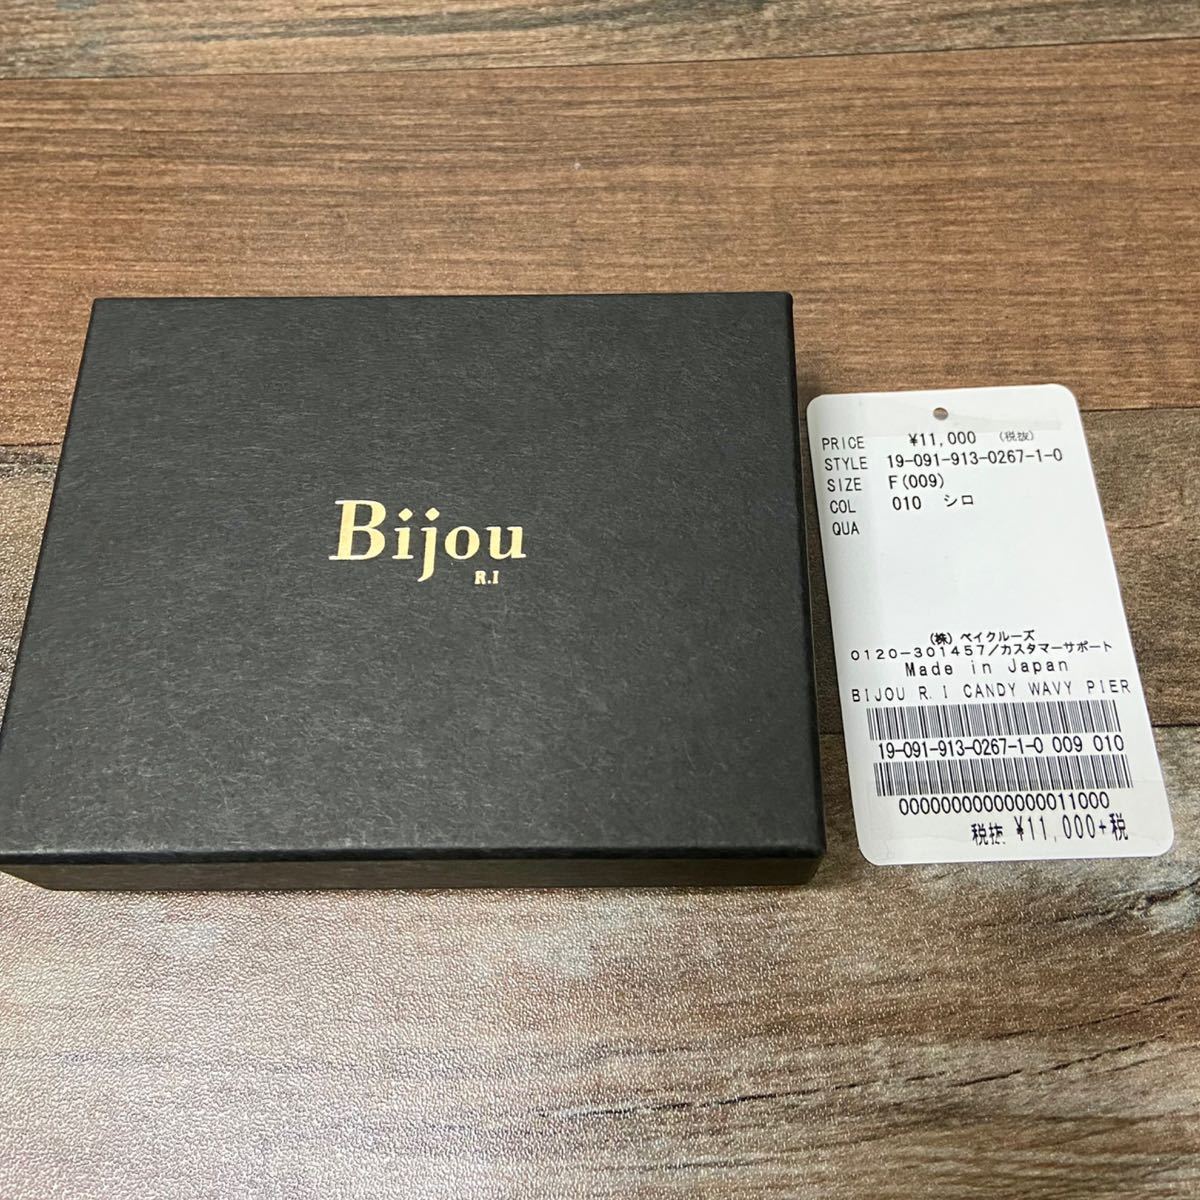 Bijou
R.I
PRICE ¥11,000 (税抜)
STYLE 19-091-913-0267-1-0
SIZE F(009)
COL 010 シロ
QUA
(株) ベイクルーズ
0120-301457/カスタマーサポート
Made in Japan
BIJOU R.I CANDY WAVY PIER
19-091-913-0267-1-0 009 010
00000000000000011000
税抜 ¥11,000+税